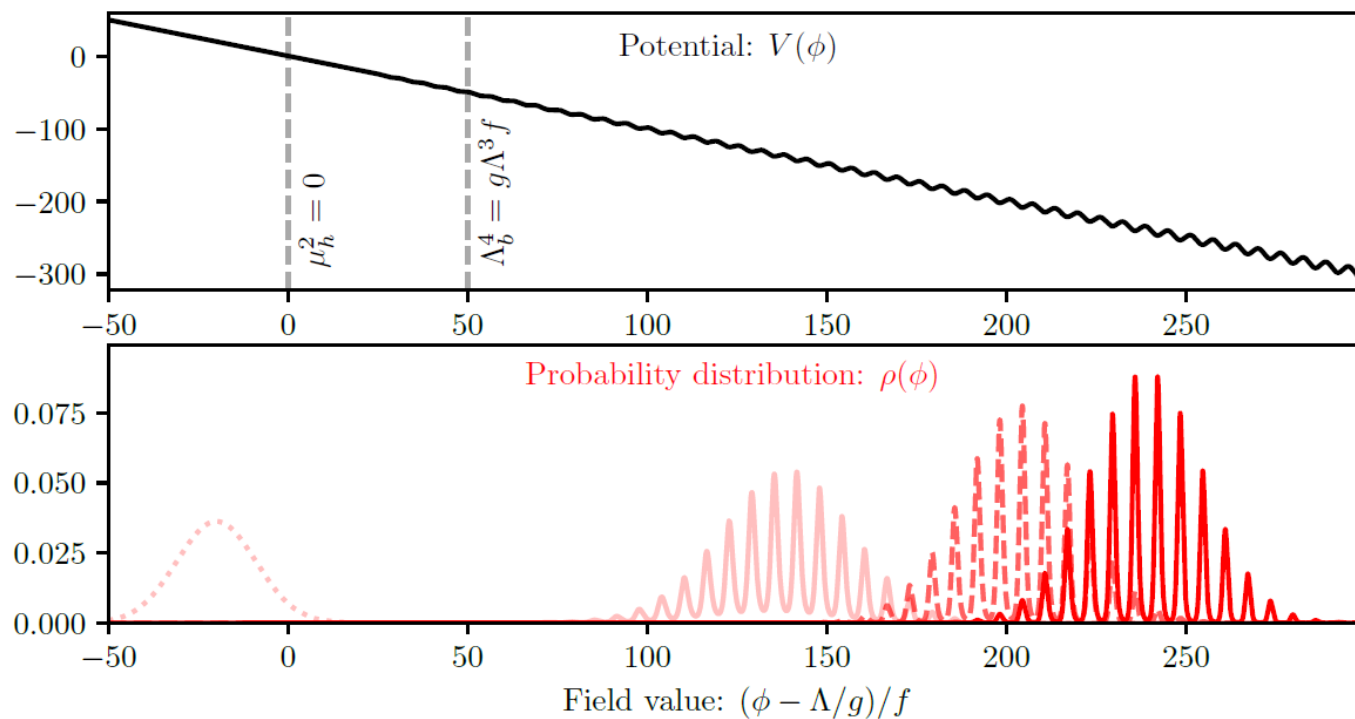 Potential: V(ϕ)
0
−100
−200
−300
μ_h^2 = 0
Λ_b^4 = gΛ^3 f
−50 0 50 100 150 200 250
Probability distribution: ρ(ϕ)
0.075
0.050
0.025
0.000
−50 0 50 100 150 200 250
Field value: (ϕ − Λ/g)/f